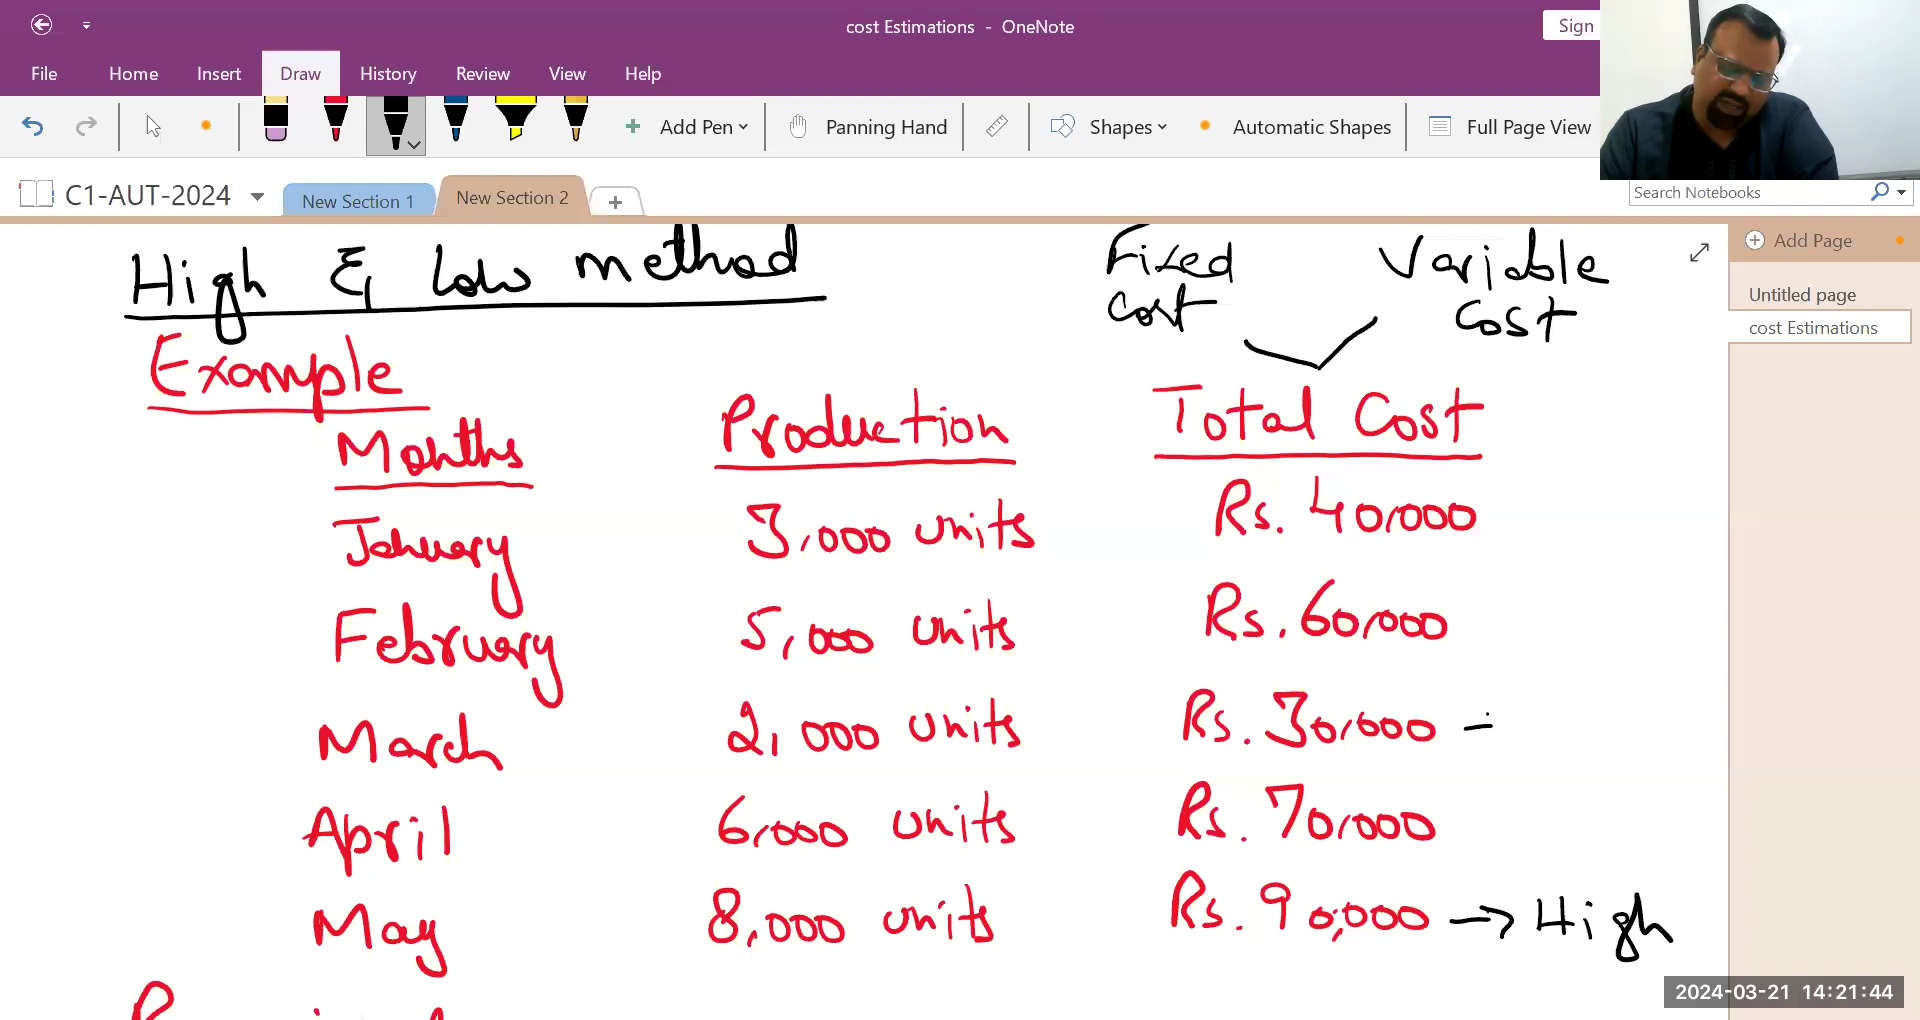 cost Estimations - OneNote
Sign
File Home Insert Draw History Review View Help
Add Pen Panning Hand Shapes Automatic Shapes Full Page View
C1-AUT-2024 New Section 1 New Section 2
Search Notebooks
Add Page
Untitled page
cost Estimations
High & Low method
Fixed cost
Variable cost
Example
Months Production Total Cost
January 3,000 units Rs. 40,000
February 5,000 units Rs. 60,000
March 2,000 units Rs. 30,000
April 6,000 units Rs. 70,000
May 8,000 units Rs. 90,000 → High
2024-03-21 14:21:44